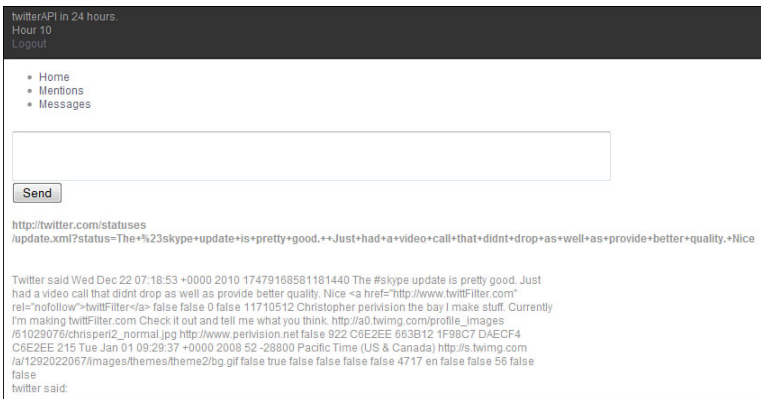 twitterAPI in 24 hours.
Hour 10
Logout
Home
Mentions
Messages
Send
http://twitter.com/statuses
/update.xml?status=The+%23skype+update+is+pretty+good.++Just+had+a+video+call+that+didnt+drop+as+well+as+provide+better+quality.+Nice
Twitter said Wed Dec 22 07:18:53 +0000 2010 17479168581181440 The #skype update is pretty good. Just
had a video call that didnt drop as well as provide better quality. Nice <a href="http://www.twittFilter.com"
rel="nofollow">twittFilter</a> false false 0 false 11710512 Christopher perivision the bay I make stuff. Currently
I'm making twittFilter.com Check it out and tell me what you think. http://a0.twimg.com/profile_images
/61029076/chrisperi2_normal.jpg http://www.perivision.net false 922 C6E2EE 663B12 1F98C7 DAECF4
C6E2EE 215 Tue Jan 01 09:29:37 +0000 2008 52 -28800 Pacific Time (US & Canada) http://s.twimg.com
/a/1292022067/images/themes/theme2/bg.gif false true false false false false 4717 en false false 56 false
false
twitter said: